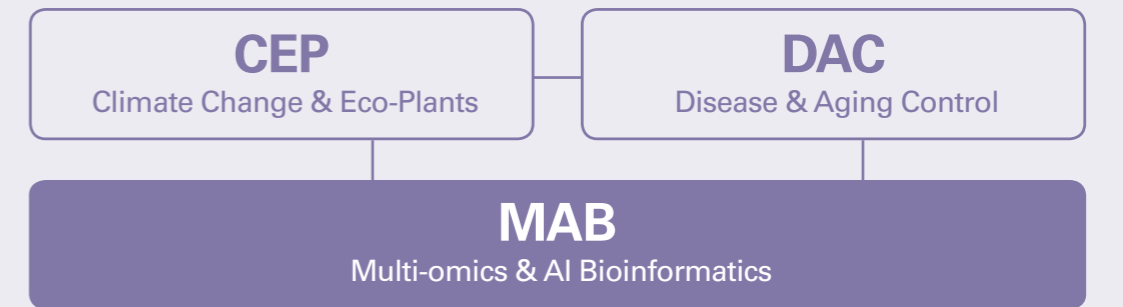 CEP
Climate Change & Eco-Plants
DAC
Disease & Aging Control
MAB
Multi-omics & AI Bioinformatics